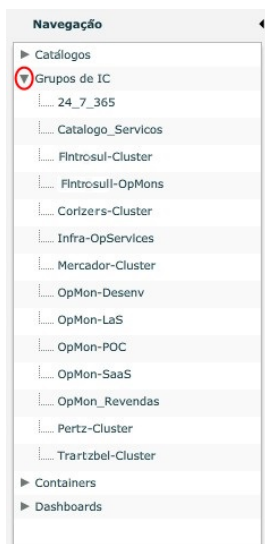 Navegação
Catálogos
Grupos de IC
24_7_365
Catalogo_Servicos
Fintrosul-Cluster
Fintrosull-OpMons
Corizers-Cluster
Infra-OpServices
Mercador-Cluster
OpMon-Desenv
OpMon-LaS
OpMon-POC
OpMon-SaaS
OpMon_Revendas
Pertz-Cluster
Trartzbel-Cluster
Containers
Dashboards